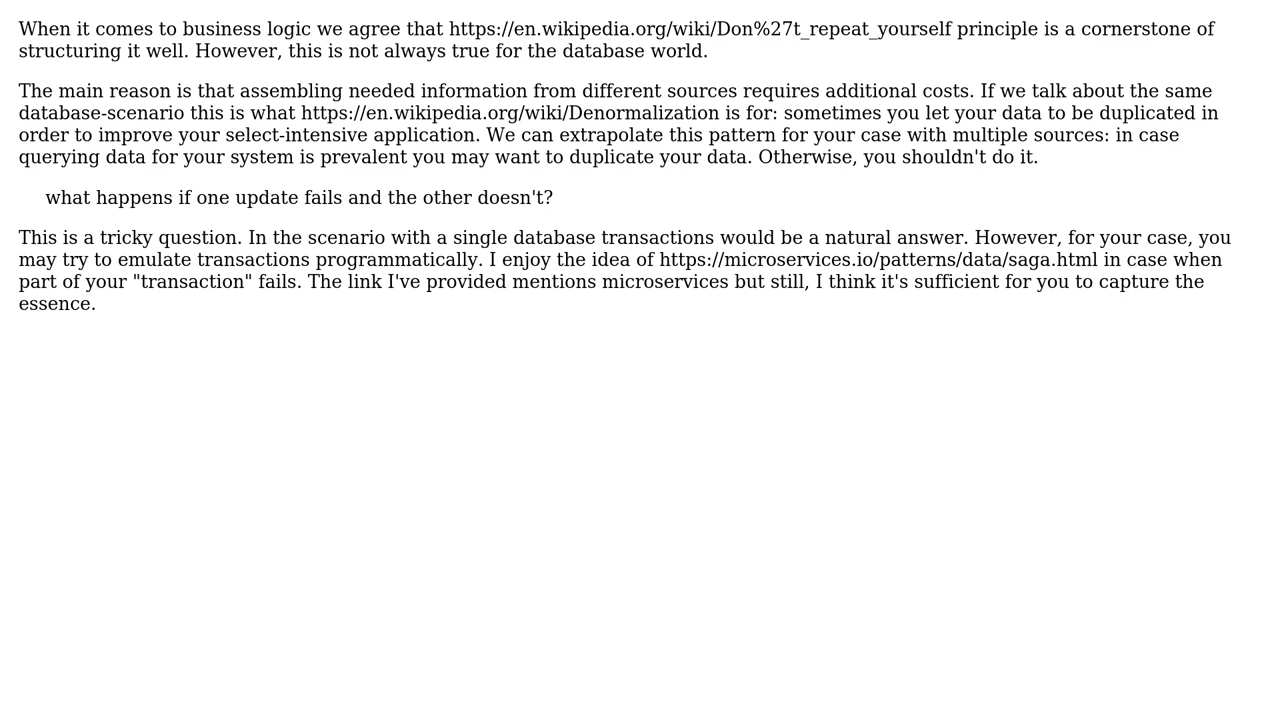 When it comes to business logic we agree that https://en.wikipedia.org/wiki/Don%27t_repeat_yourself principle is a cornerstone of
structuring it well. However, this is not always true for the database world.
The main reason is that assembling needed information from different sources requires additional costs. If we talk about the same
database-scenario this is what https://en.wikipedia.org/wiki/Denormalization is for: sometimes you let your data to be duplicated in
order to improve your select-intensive application. We can extrapolate this pattern for your case with multiple sources: in case
querying data for your system is prevalent you may want to duplicate your data. Otherwise, you shouldn't do it.
what happens if one update fails and the other doesn't?
This is a tricky question. In the scenario with a single database transactions would be a natural answer. However, for your case, you
may try to emulate transactions programmatically. I enjoy the idea of https://microservices.io/patterns/data/saga.html in case when
part of your "transaction" fails. The link I've provided mentions microservices but still, I think it's sufficient for you to capture the
essence.